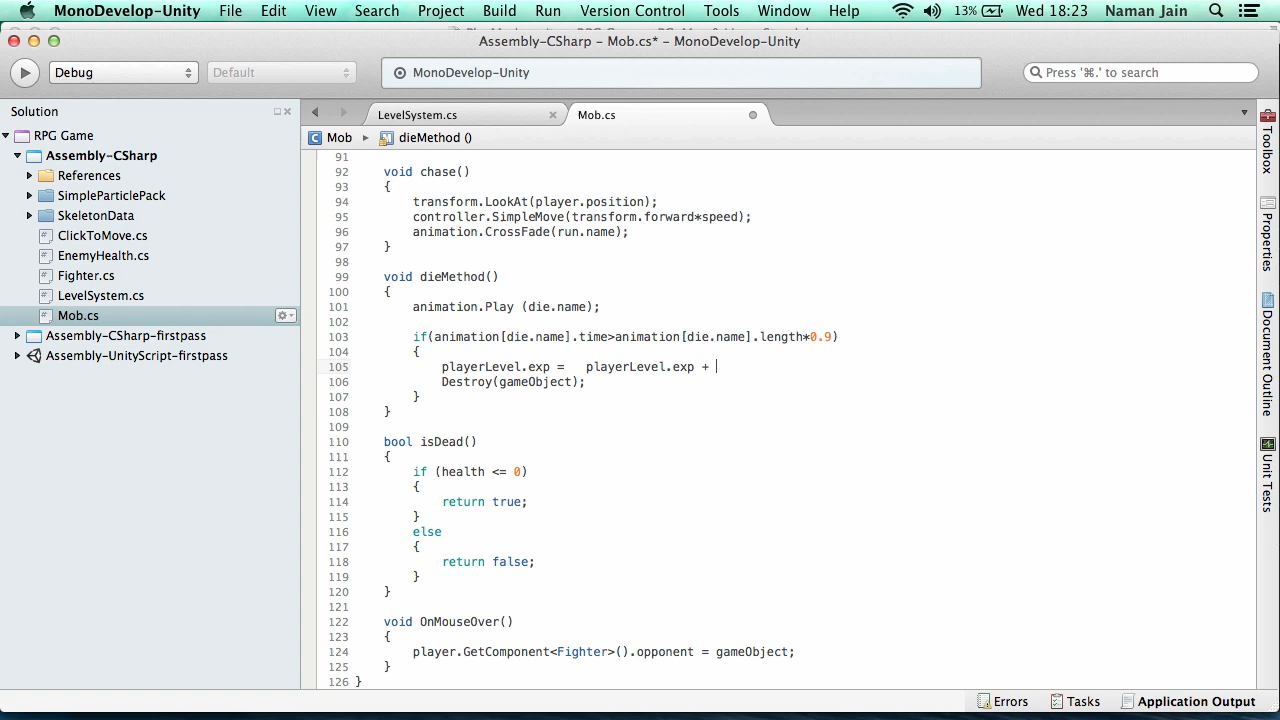 MonoDevelop-Unity File Edit View Search Project Build Run Version Control Tools Window Help 13% Wed 18:23 Naman Jain
Assembly-CSharp – Mob.cs* – MonoDevelop-Unity
Debug Default MonoDevelop-Unity Press '⌘.' to search
Solution
RPG Game
Assembly-CSharp
References
SimpleParticlePack
SkeletonData
ClickToMove.cs
EnemyHealth.cs
Fighter.cs
LevelSystem.cs
Mob.cs
Assembly-CSharp-firstpass
Assembly-UnityScript-firstpass
LevelSystem.cs Mob.cs
Mob dieMethod ()
91
92 void chase()
93 {
94 transform.LookAt(player.position);
95 controller.SimpleMove(transform.forward*speed);
96 animation.CrossFade(run.name);
97 }
98
99 void dieMethod()
100 {
101 animation.Play (die.name);
102
103 if(animation[die.name].time>animation[die.name].length*0.9)
104 {
105 playerLevel.exp =   playerLevel.exp +
106 Destroy(gameObject);
107 }
108 }
109
110 bool isDead()
111 {
112 if (health <= 0)
113 {
114 return true;
115 }
116 else
117 {
118 return false;
119 }
120 }
121
122 void OnMouseOver()
123 {
124 player.GetComponent<Fighter>().opponent = gameObject;
125 }
126 }
Toolbox
Properties
Document Outline
Unit Tests
Errors Tasks Application Output